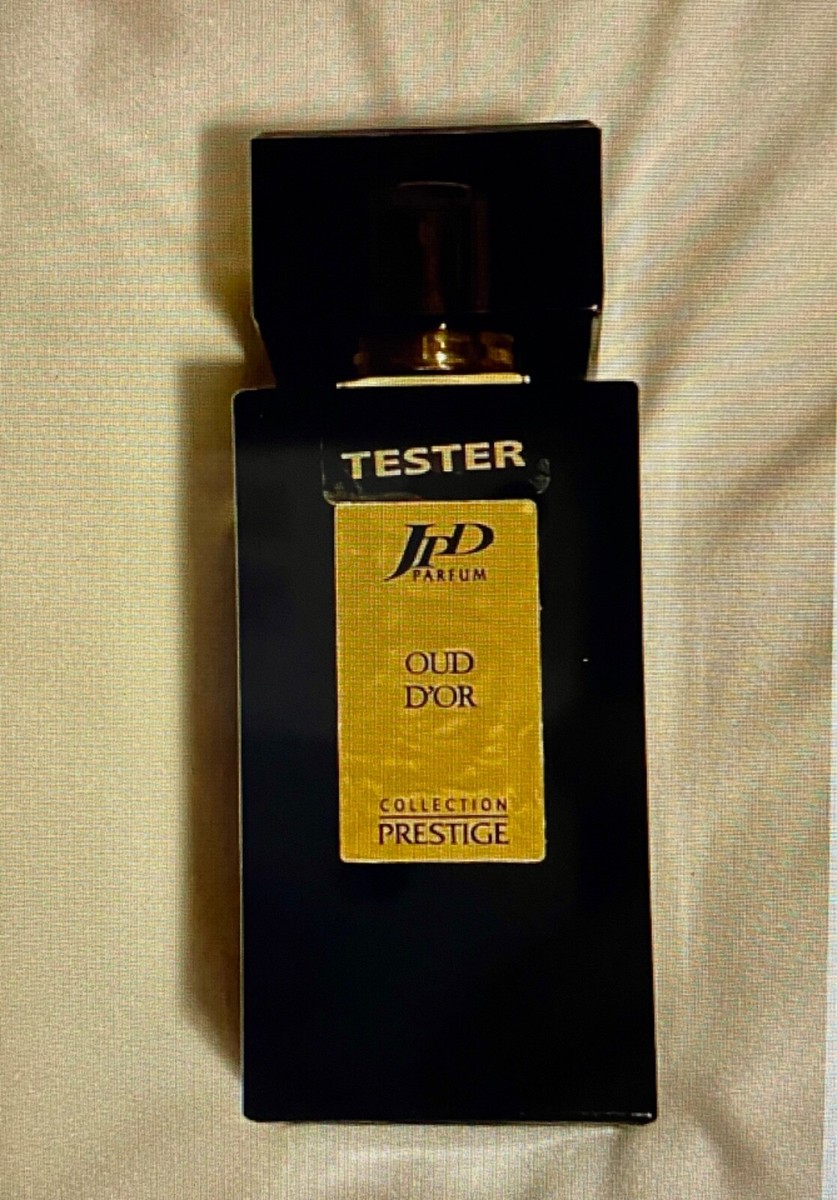 TESTER
JPD
PARFUM
OUD
D'OR
COLLECTION
PRESTIGE